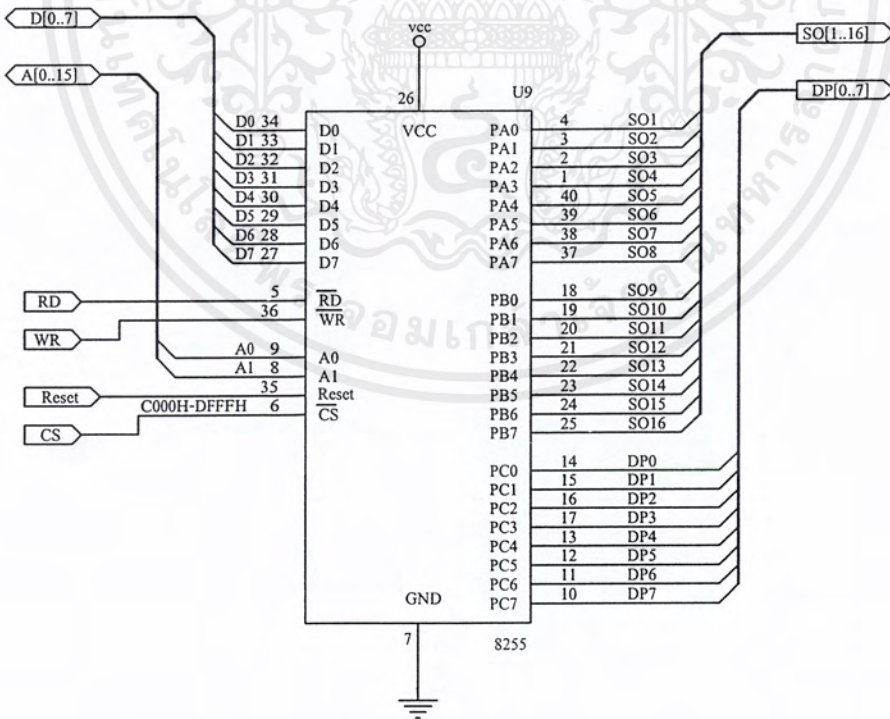 D[0..7]
A[0..15]
SO[1..16]
DP[0..7]
vcc
26
U9
VCC
D0 34 D0
D1 33 D1
D2 32 D2
D3 31 D3
D4 30 D4
D5 29 D5
D6 28 D6
D7 27 D7
RD 5 RD
WR 36 WR
A0 9 A0
A1 8 A1
Reset 35 Reset
CS C000H-DFFFH 6 CS
PA0 4 SO1
PA1 3 SO2
PA2 2 SO3
PA3 1 SO4
PA4 40 SO5
PA5 39 SO6
PA6 38 SO7
PA7 37 SO8
PB0 18 SO9
PB1 19 SO10
PB2 20 SO11
PB3 21 SO12
PB4 22 SO13
PB5 23 SO14
PB6 24 SO15
PB7 25 SO16
PC0 14 DP0
PC1 15 DP1
PC2 16 DP2
PC3 17 DP3
PC4 13 DP4
PC5 12 DP5
PC6 11 DP6
PC7 10 DP7
GND
7
8255